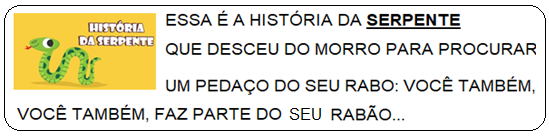 HISTÓRIA
DA SERPENTE
ESSA É A HISTÓRIA DA SERPENTE
QUE DESCEU DO MORRO PARA PROCURAR
UM PEDAÇO DO SEU RABO: VOCÊ TAMBÉM,
VOCÊ TAMBÉM, FAZ PARTE DO SEU RABÃO...